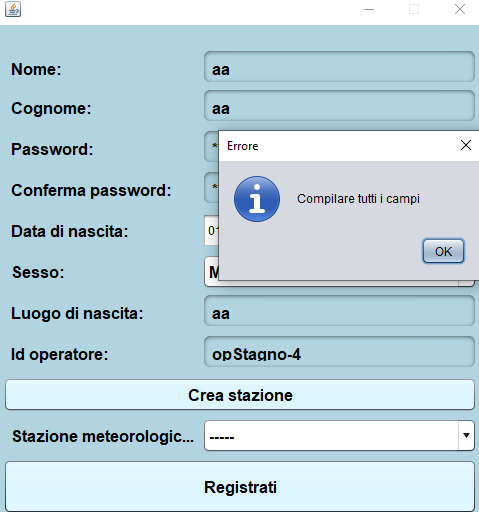 Nome: aa
Cognome: aa
Password: *
Errore
Compilare tutti i campi
OK
Conferma password: *
Data di nascita: 01
Sesso: M
Luogo di nascita: aa
Id operatore: opStagno-4
Crea stazione
Stazione meteorologic... -----
Registrati